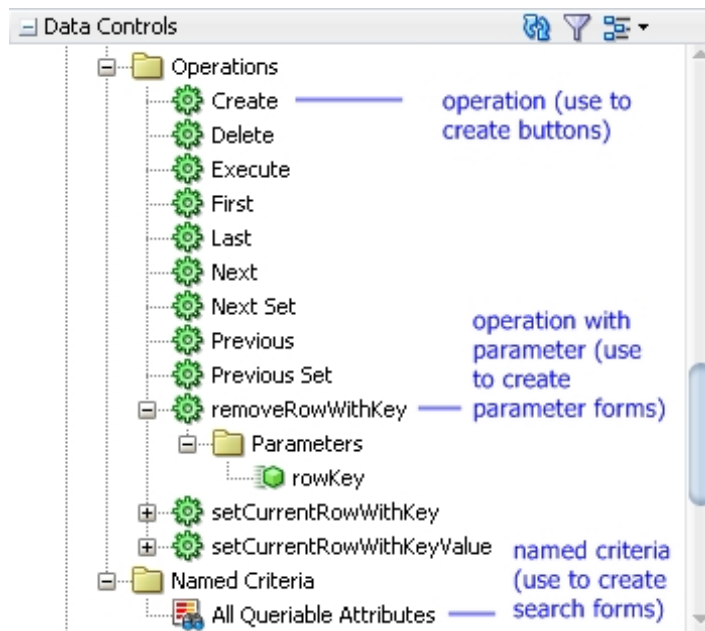 Data Controls
Operations
Create
operation (use to
create buttons)
Delete
Execute
First
Last
Next
Next Set
Previous
Previous Set
operation with
parameter (use
to create
parameter forms)
removeRowWithKey
Parameters
rowKey
setCurrentRowWithKey
setCurrentRowWithKeyValue
Named Criteria
All Queriable Attributes
named criteria
(use to create
search forms)